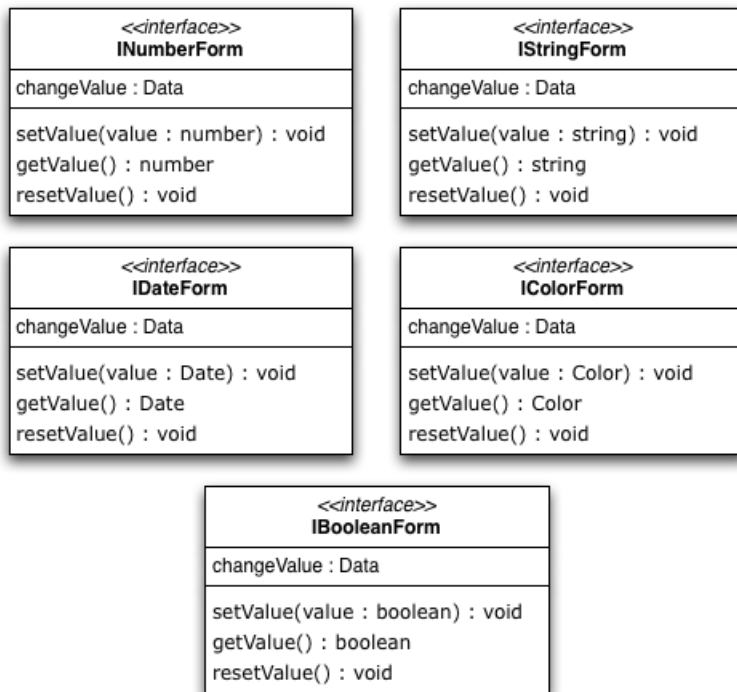 <<interface>>
INumberForm
changeValue : Data
setValue(value : number) : void
getValue() : number
resetValue() : void
<<interface>>
IStringForm
changeValue : Data
setValue(value : string) : void
getValue() : string
resetValue() : void
<<interface>>
IDateForm
changeValue : Data
setValue(value : Date) : void
getValue() : Date
resetValue() : void
<<interface>>
IColorForm
changeValue : Data
setValue(value : Color) : void
getValue() : Color
resetValue() : void
<<interface>>
IBooleanForm
changeValue : Data
setValue(value : boolean) : void
getValue() : boolean
resetValue() : void